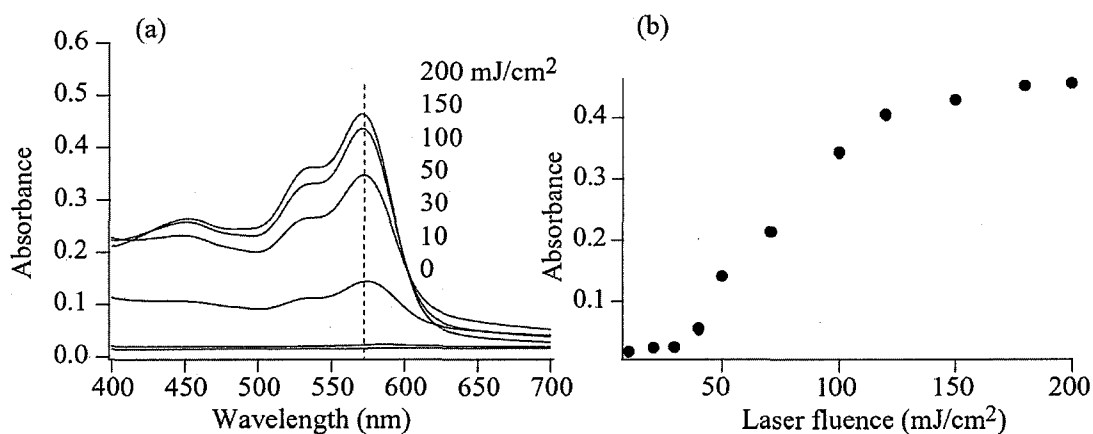 (a)
0.6
0.5
0.4
0.3
0.2
0.1
0.0
Absorbance
200 mJ/cm²
150
100
50
30
10
0
400 450 500 550 600 650 700
Wavelength (nm)
(b)
0.4
0.3
0.2
0.1
Absorbance
50 100 150 200
Laser fluence (mJ/cm²)